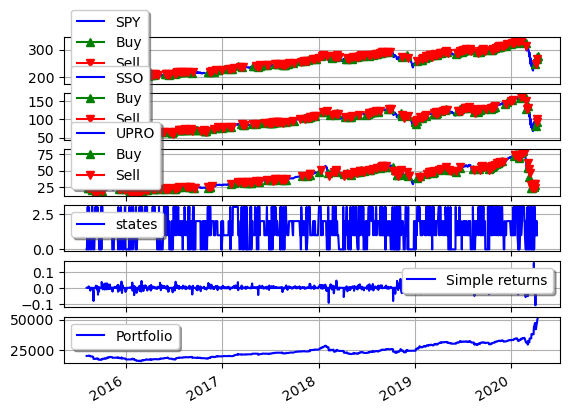 SPY
Buy
Sell
300
200
SSO
Buy
Sell
150
100
50
UPRO
Buy
Sell
75
50
25
states
2.5
0.0
Simple returns
0.1
0.0
−0.1
Portfolio
50000
25000
2016 2017 2018 2019 2020